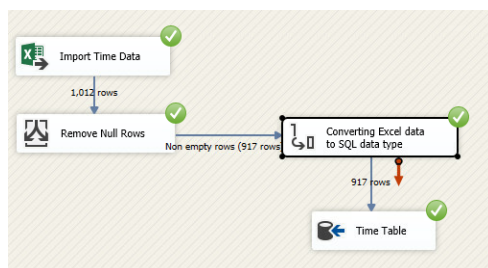 Import Time Data
1,012 rows
Remove Null Rows
Non empty rows (917 rows
Converting Excel data
to SQL data type
917 rows
Time Table